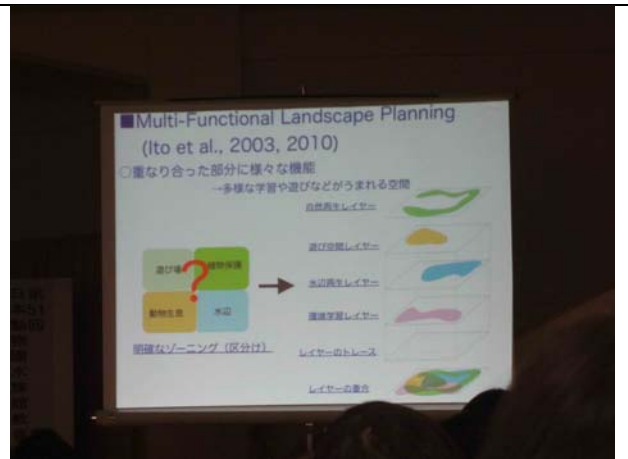 ■Multi-Functional Landscape Planning
(Ito et al., 2003, 2010)
○重なり合った部分に様々な機能
→多様な学習や遊びなどがうまれる空間
自然再生レイヤー
遊び空間レイヤー
水辺再生レイヤー
環境学習レイヤー
レイヤーのトレース
レイヤーの重合
遊び場
植物保護
?
動物生息
水辺
明確なゾーニング（区分け）